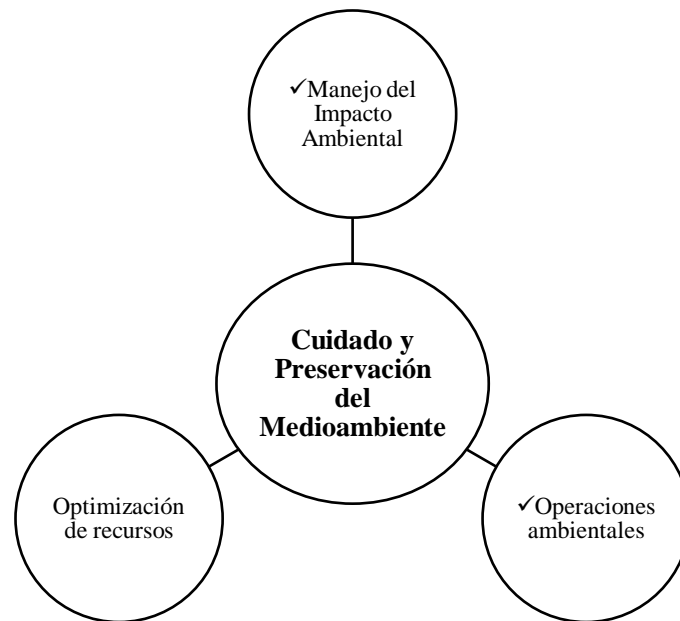 ✓Manejo del
Impacto
Ambiental
Cuidado y
Preservación
del
Medioambiente
Optimización
de recursos
✓Operaciones
ambientales